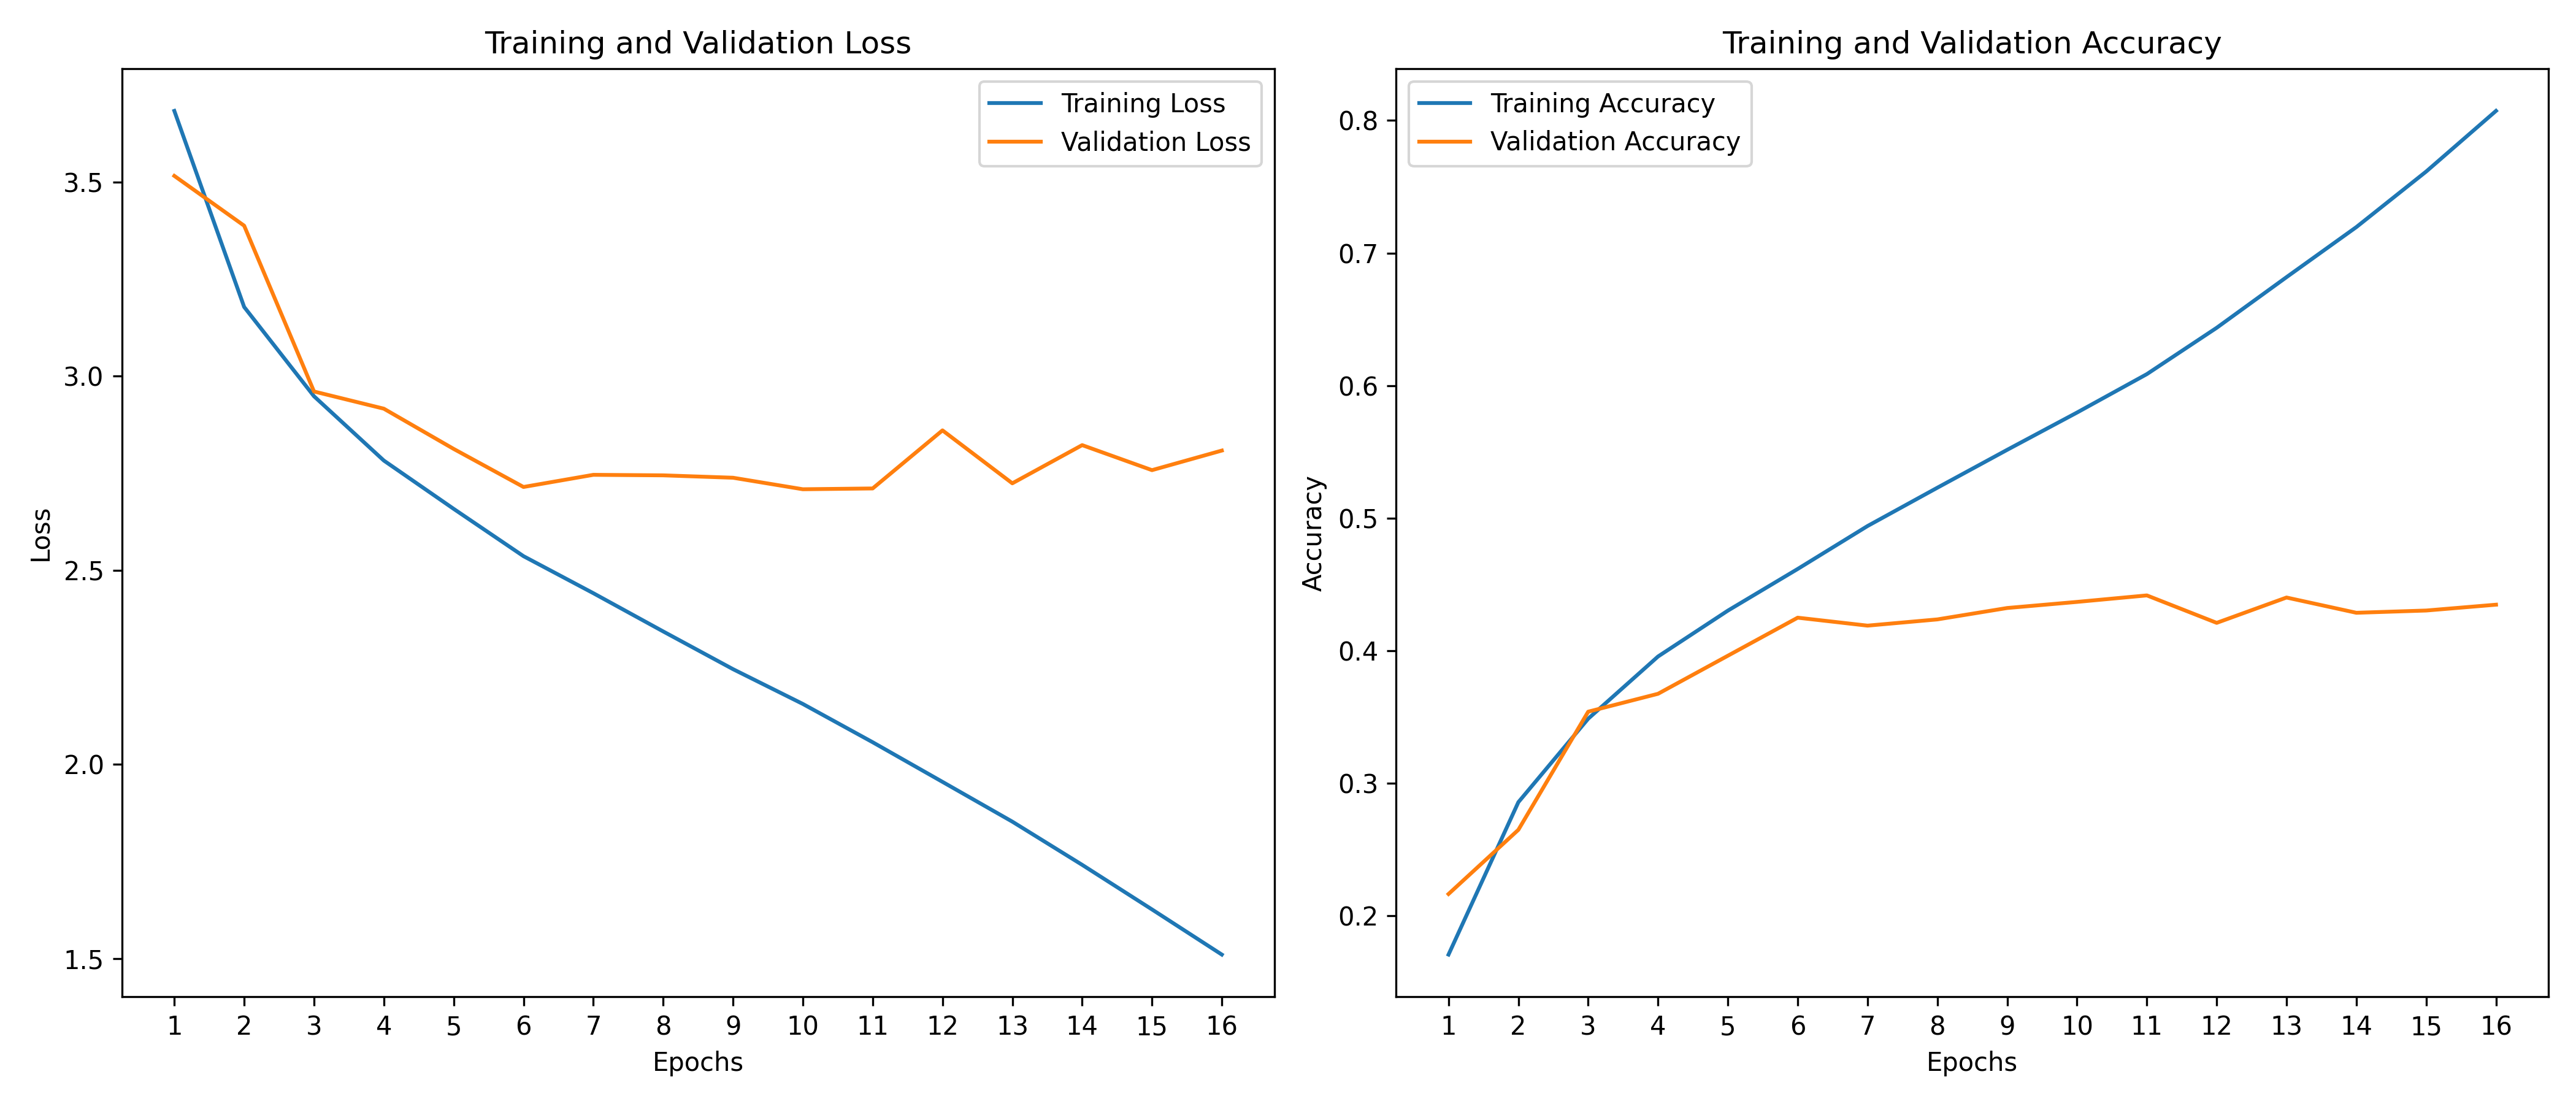 Training and Validation Loss
Training Loss
Validation Loss
3.5
3.0
2.5
2.0
1.5
Loss
1 2 3 4 5 6 7 8 9 10 11 12 13 14 15 16
Epochs
Training and Validation Accuracy
Training Accuracy
Validation Accuracy
0.8
0.7
0.6
0.5
0.4
0.3
0.2
Accuracy
1 2 3 4 5 6 7 8 9 10 11 12 13 14 15 16
Epochs